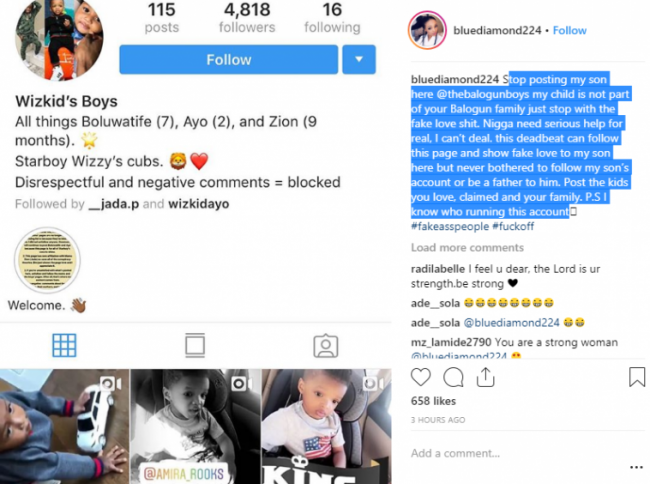 115 4,818 16
posts followers following
Follow
Wizkid's Boys
All things Boluwatife (7), Ayo (2), and Zion (9
months). 🌟
Starboy Wizzy's cubs. 🦁❤️
Disrespectful and negative comments = blocked
Followed by __jada.p and wizkidayo
Welcome. 👋🏾
@AMIRA_ROOKS
KING
bluediamond224 • Follow
bluediamond224 Stop posting my son
here @thebalogunboys my child is not part
of your Balogun family just stop with the
fake love shit. Nigga need serious help for
real, I can't deal. this deadbeat can follow
this page and show fake love to my son
here but never bothered to follow my son's
account or be a father to him. Post the kids
you love, claimed and your family. P.S I
know who running this account
#fakeasspeople #fuckoff
Load more comments
radilabelle I feel u dear, the Lord is ur
strength.be strong 🖤
ade__sola 😂😂😂😂😂😂😂😂
ade__sola @bluediamond224 😂😂
mz_lamide2790 You are a strong woman
@bluediamond224
658 likes
3 HOURS AGO
Add a comment...